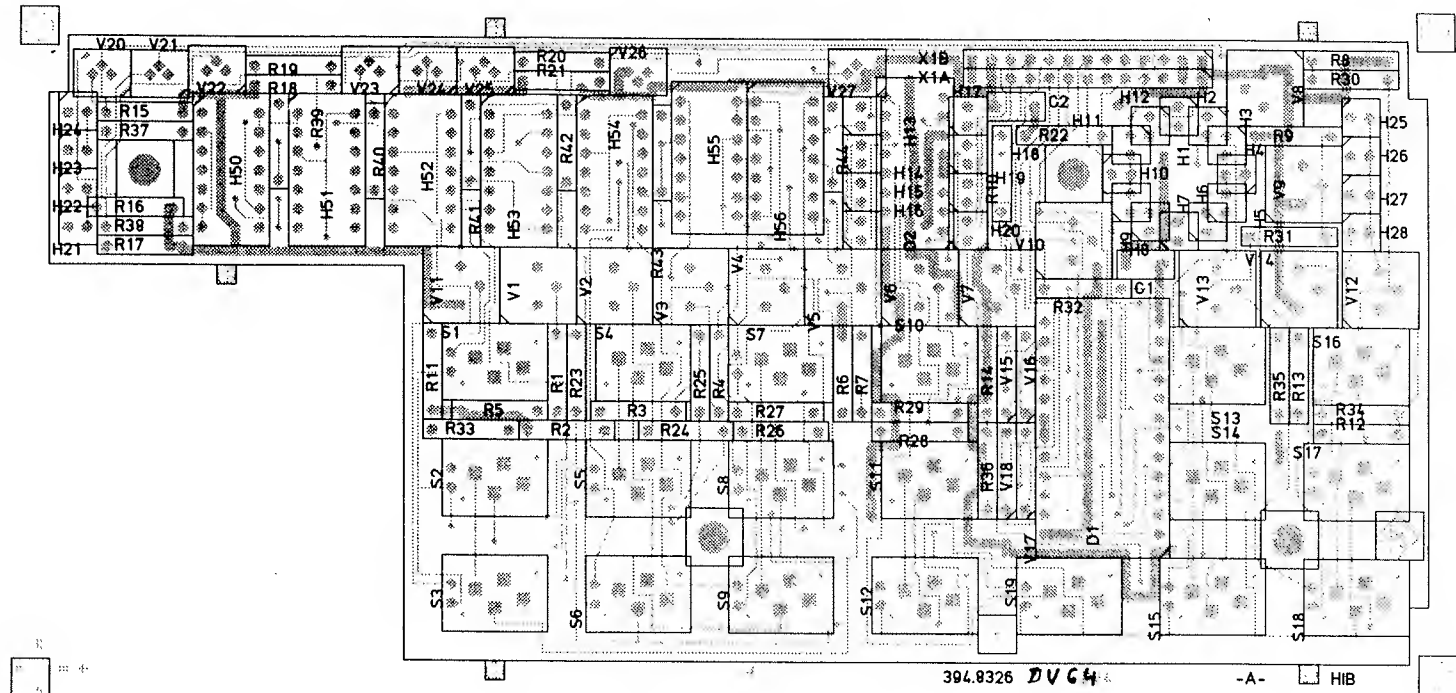 V20 V21 R20 V26 X1B R8
R19 R21 X1A R30
V22 R18 V23 V24 V25 V27 H17 C2 H12 H2 V8
R15 R39 H11 H3
H24 R37 R42 H54 R44 H13 R22 R9 H25
H50 R40 H52 H55 H18 H1 H4 H26
H23 H14 H19 H10
H51 H15 R10 H6 V9 H27
H22 R16 R41 H53 H56 H16 H7 H5
R38 H20 R31 H28
H21 R17 D2 V10 H9 H8
V1 V1 V2 R43 V3 V4 V5 V6 V7 C1 V13 V14 V12
R32
S1 S4 S7 S10 S16
R11 R1 R23 R25 R4 R6 R7 R14 V15 V16 R35 R13
R5 R3 R27 R29 R34
R33 R2 R24 R26 R28 S13 R12
S14
S2 S5 S8 S11 R36 V18 S17
V17 D1
S3 S6 S9 S12 S19 S15 S18
394.8326 DV64 -A- HIB